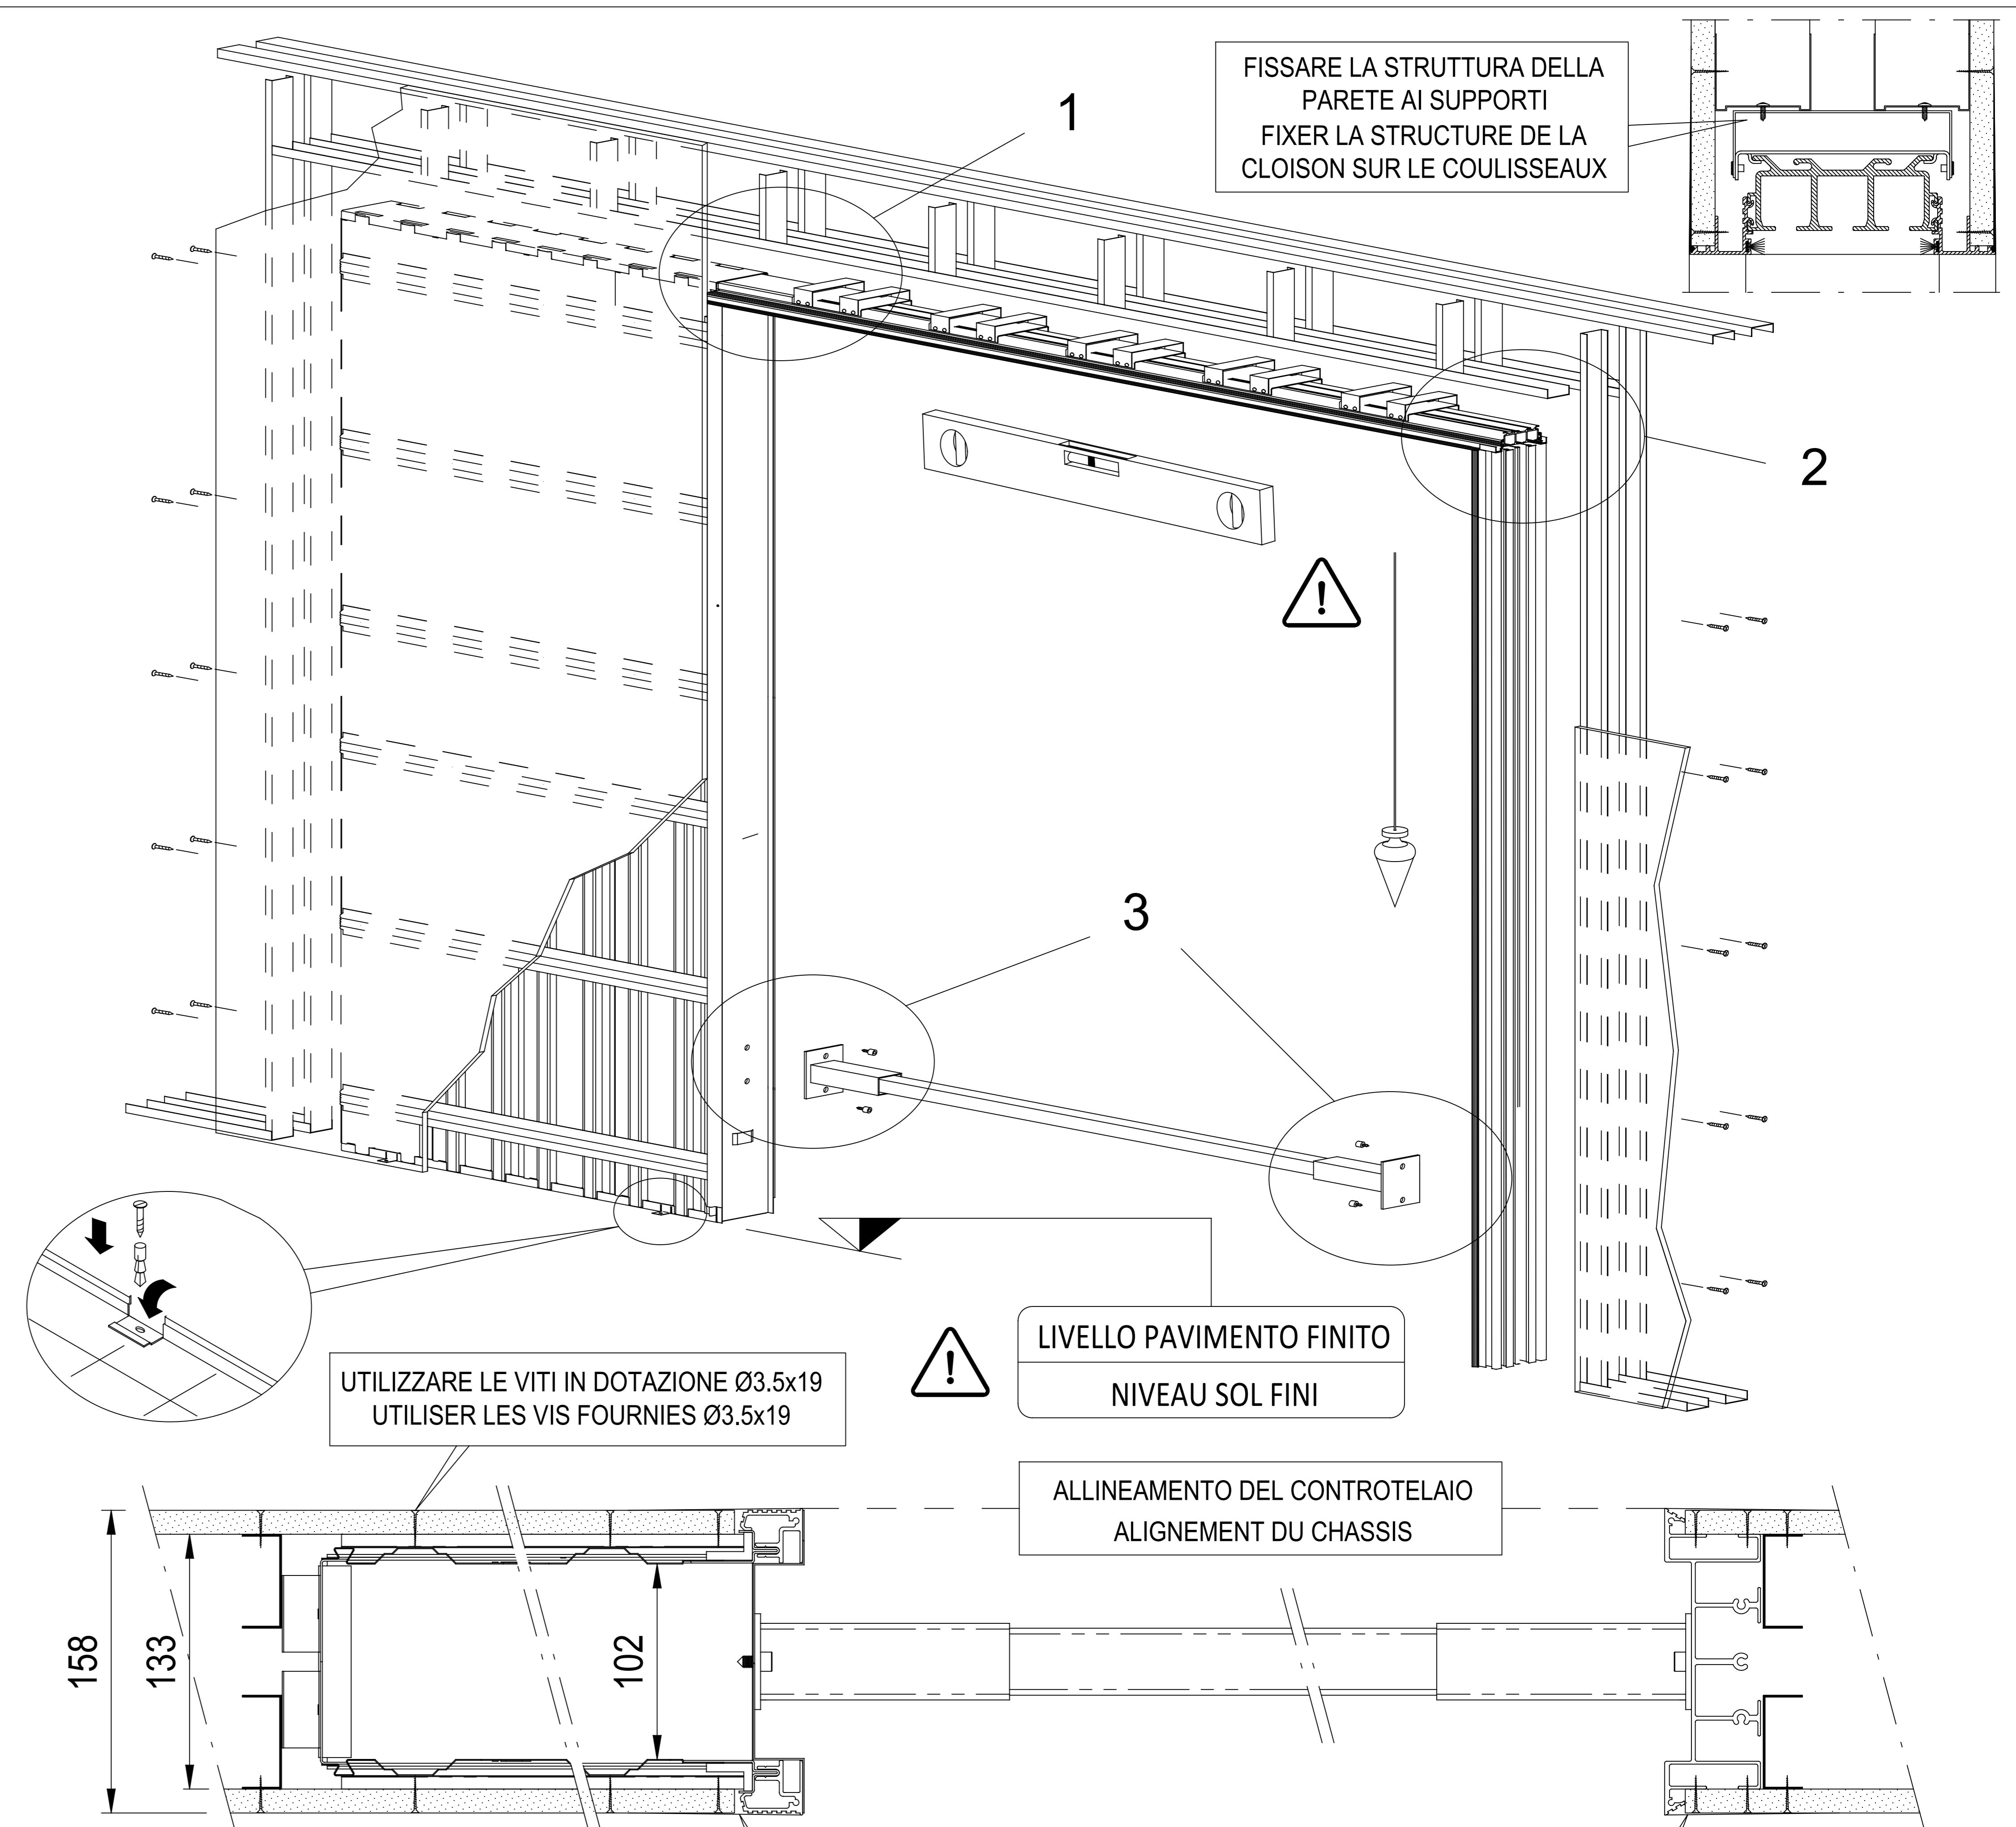 FISSARE LA STRUTTURA DELLA
PARETE AI SUPPORTI
FIXER LA STRUCTURE DE LA
CLOISON SUR LE COULISSEAUX
1
2
3
LIVELLO PAVIMENTO FINITO
NIVEAU SOL FINI
UTILIZZARE LE VITI IN DOTAZIONE Ø3.5x19
UTILISER LES VIS FOURNIES Ø3.5x19
ALLINEAMENTO DEL CONTROTELAIO
ALIGNEMENT DU CHASSIS
158
133
102